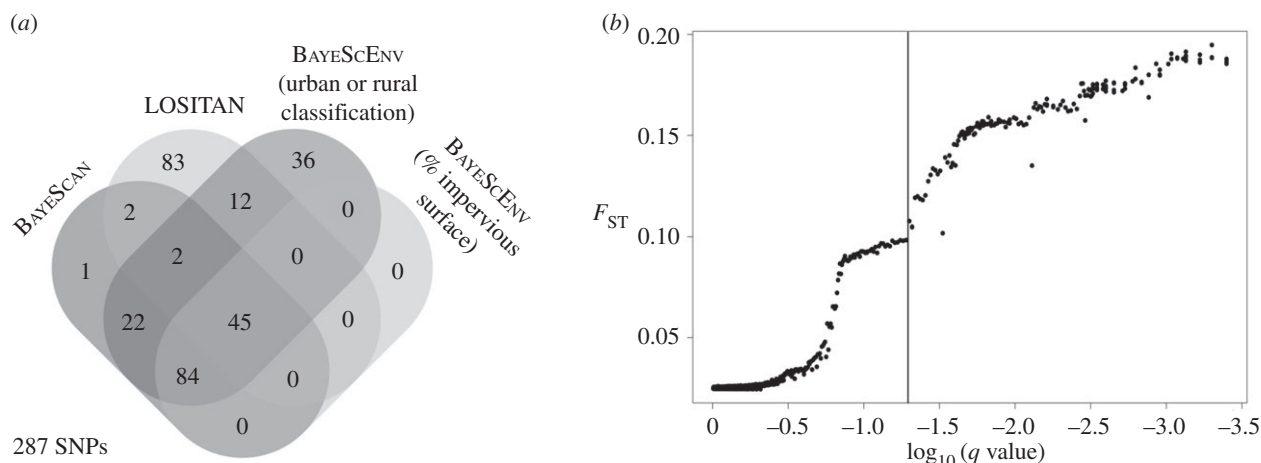 (a)
BAYESCAN
LOSITAN
BAYESCENV
(urban or rural
classification)
BAYESCENV
(% impervious
surface)
83
36
2
12
0
1
2
0
0
22
45
0
84
0
0
287 SNPs
(b)
FST
0.20
0.15
0.10
0.05
0
–0.5
–1.0
–1.5
–2.0
–2.5
–3.0
–3.5
log10 (q value)